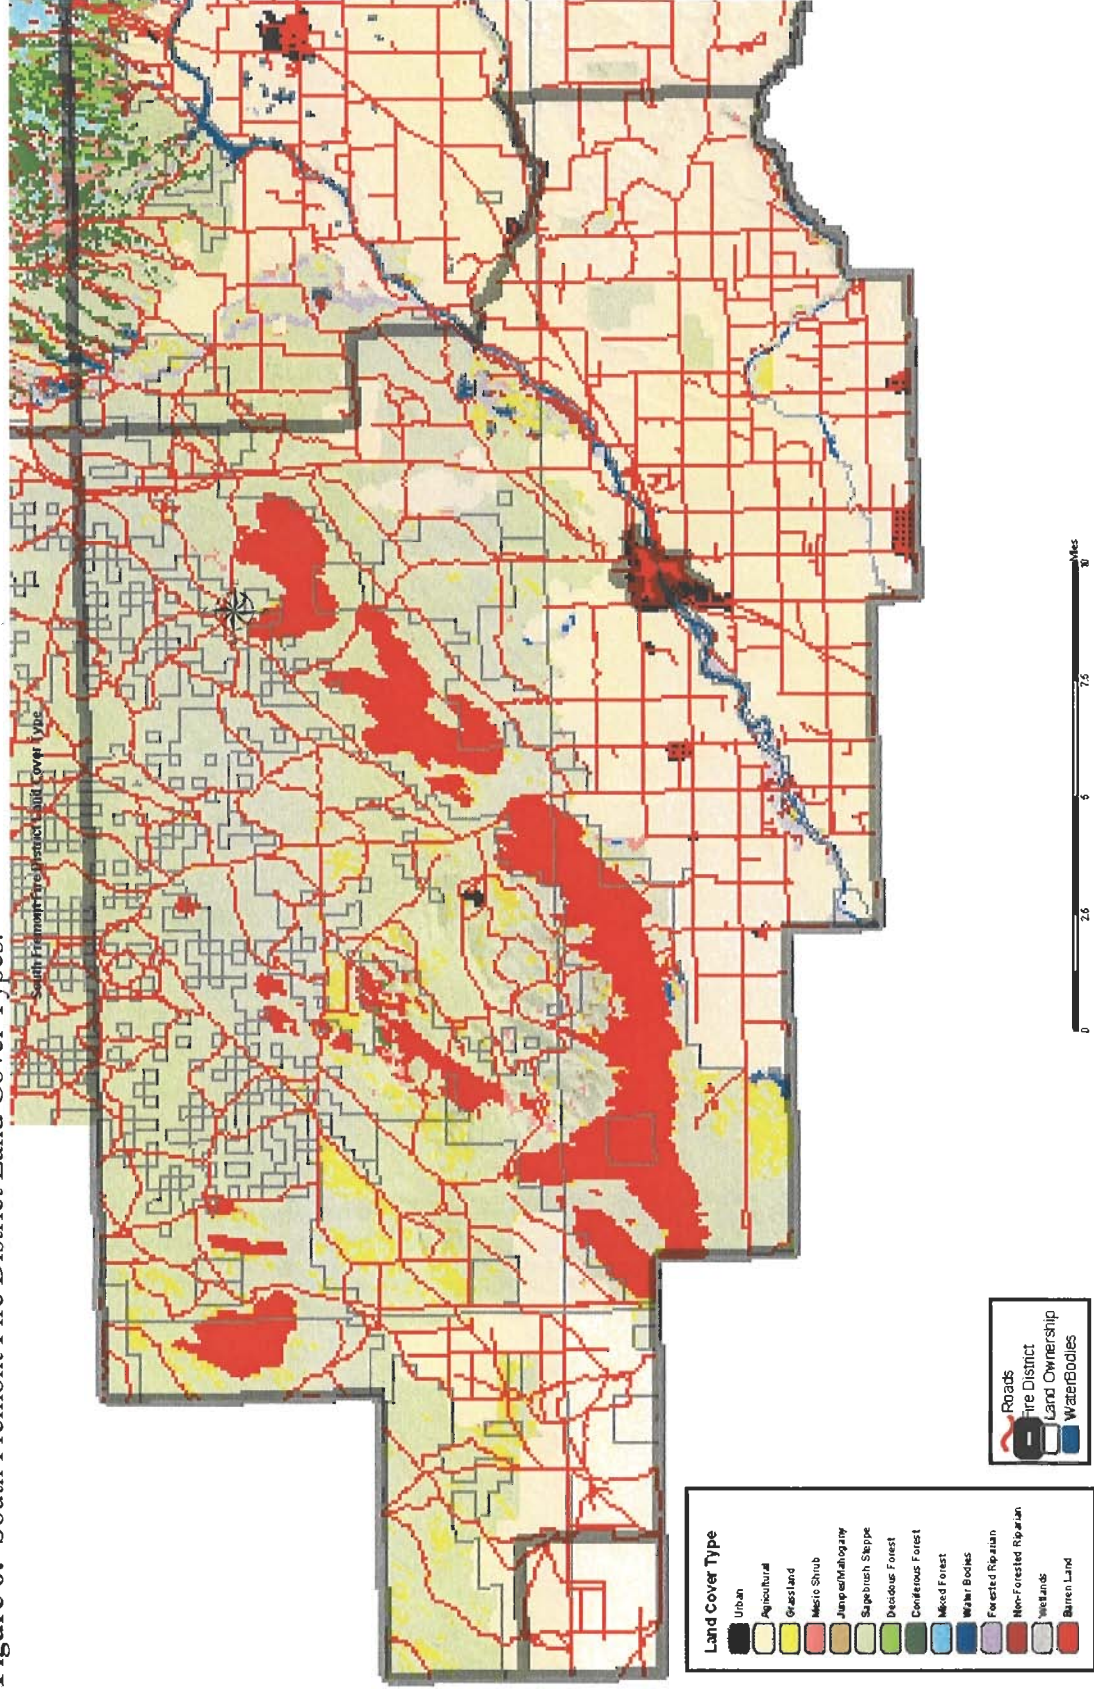 South Fremont Fire District Land Cover Types.
South Fremont Fire District Land Cover Type
Miles
0
2.5
5
7.5
10
Roads
Fire District
Land Ownership
WaterBodies
Land Cover Type
Urban
Agricultural
Grassland
Mesic Shrub
Juniper/Mahogany
Sagebrush Steppe
Decidous Forest
Coniferous Forest
Mixed Forest
Water Bodies
Forested Riparian
Non-Forested Riparian
Wetlands
Barren Land